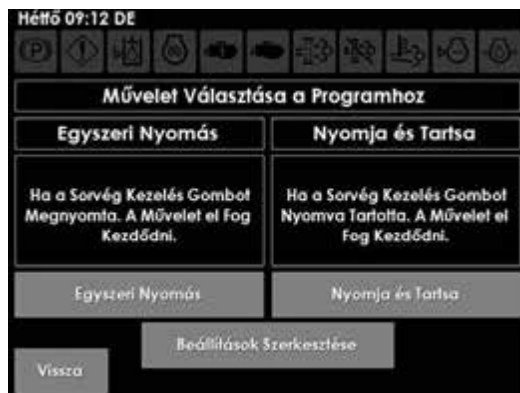 Hétfő 09:12 DE
Művelet Választása a Programhoz
Egyszeri Nyomás
Nyomja és Tartsa
Ha a Sorvég Kezelés Gombot
Megnyomta. A Művelet el Fog
Kezdődni.
Ha a Sorvég Kezelés Gombot
Nyomva Tartotta. A Művelet el
Fog Kezdődni.
Egyszeri Nyomás
Nyomja és Tartsa
Beállítások Szerkesztése
Vissza